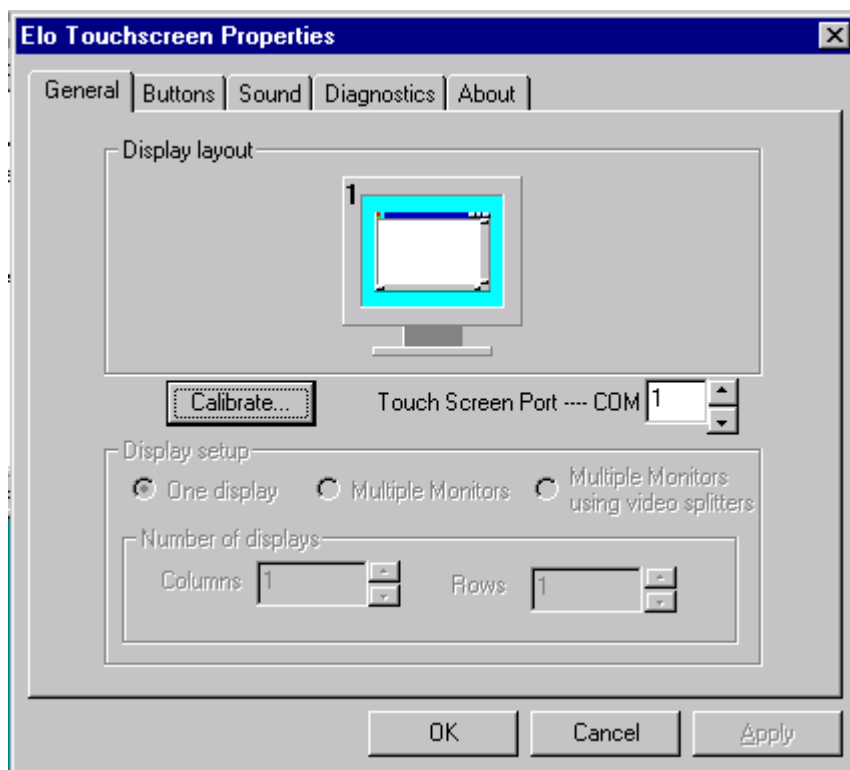 Elo Touchscreen Properties
General Buttons Sound Diagnostics About
Display layout
1
Calibrate... Touch Screen Port ---- COM 1
Display setup
One display Multiple Monitors Multiple Monitors
using video splitters
Number of displays
Columns 1 Rows 1
OK Cancel Apply